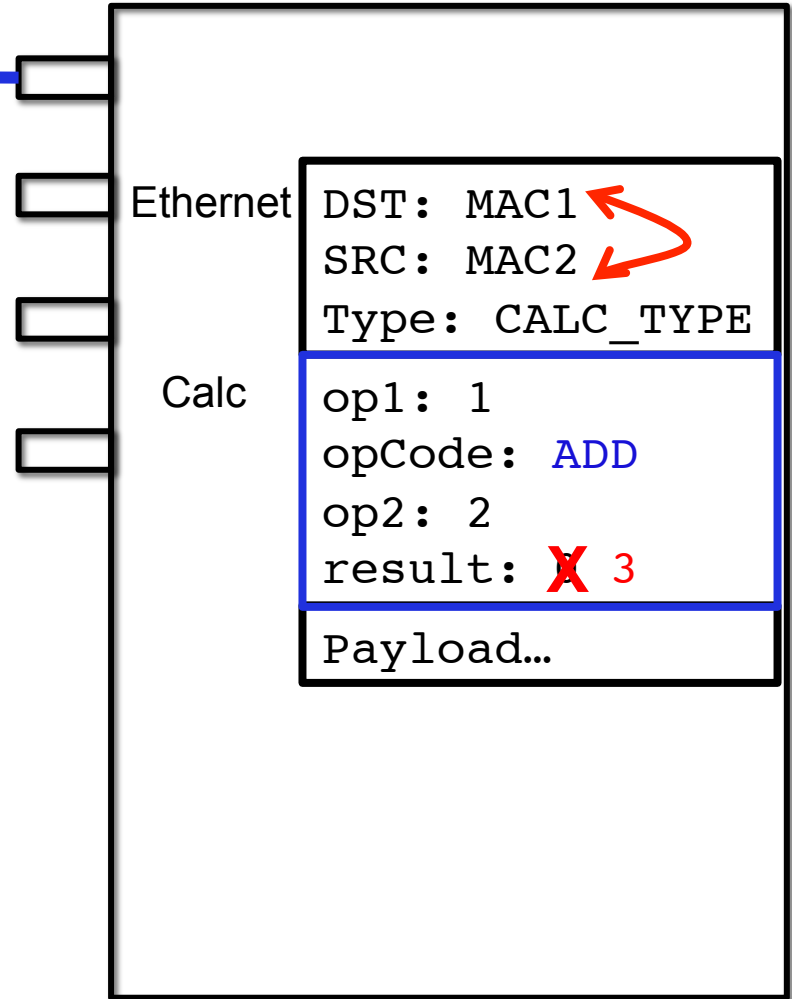 Ethernet
DST: MAC1
SRC: MAC2
Type: CALC_TYPE
Calc
op1: 1
opCode: ADD
op2: 2
result: 0 X 3
Payload…